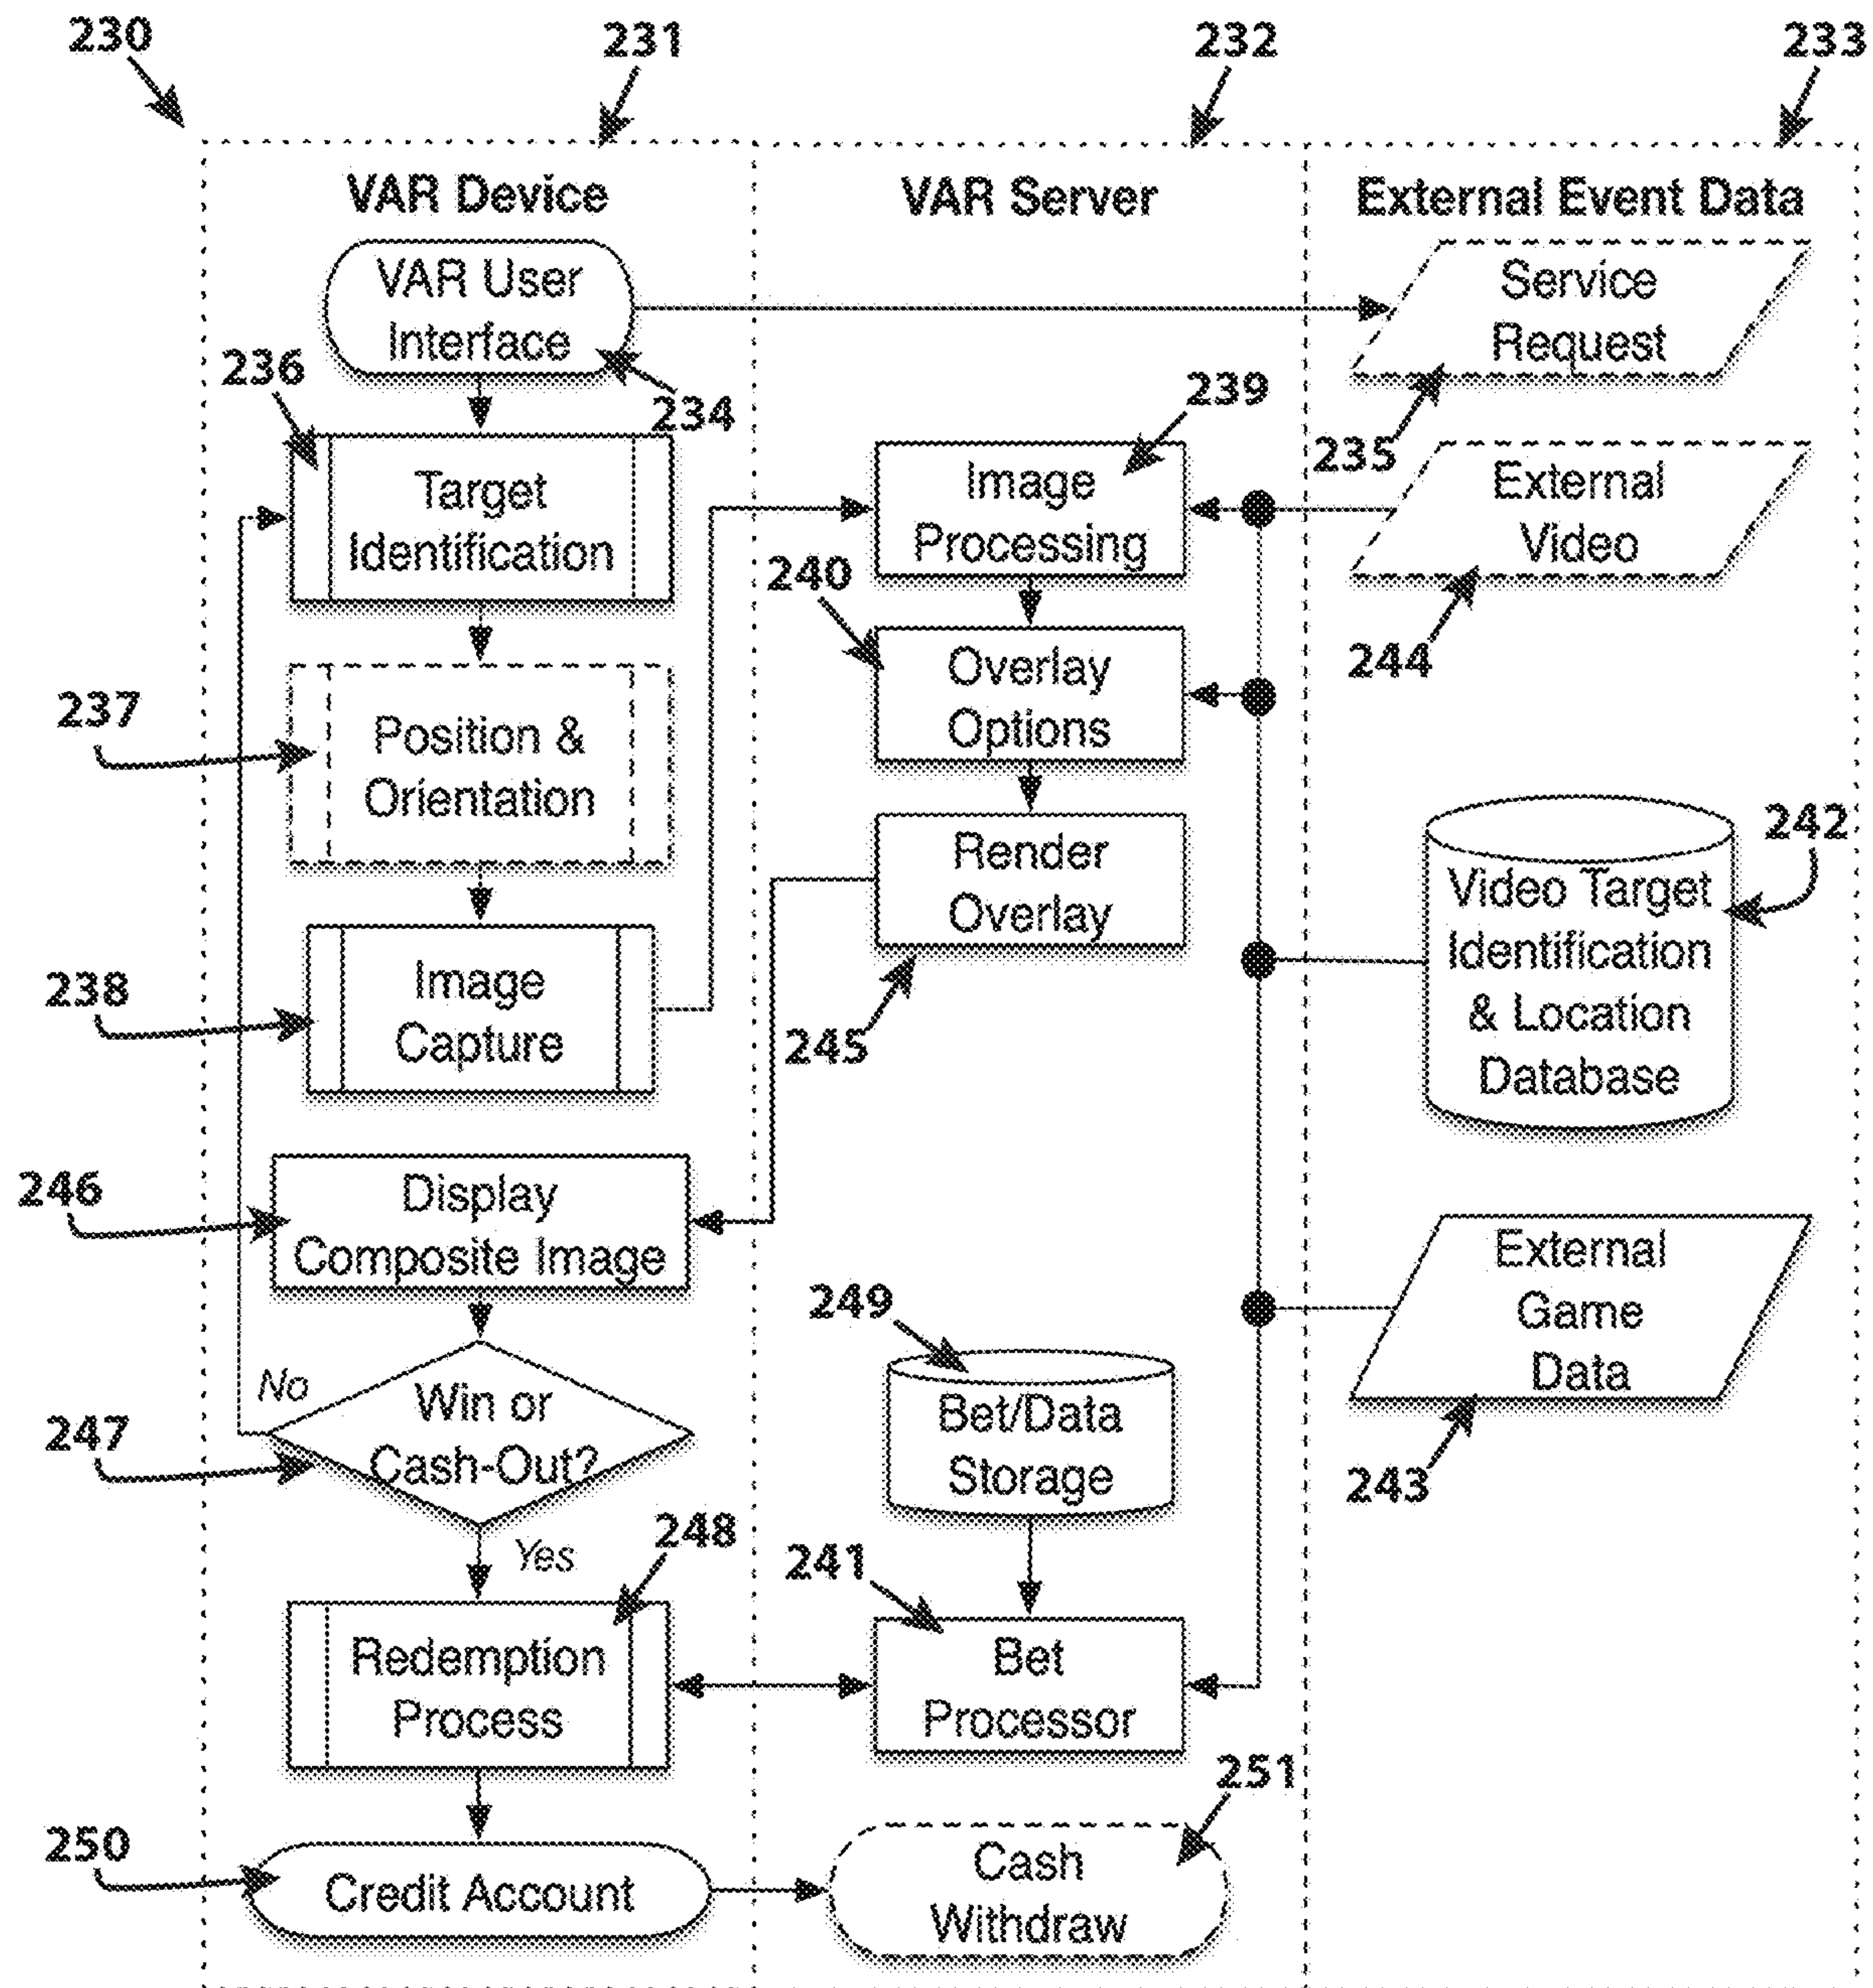 230
231
232
233
VAR Device
VAR Server
External Event Data
VAR User
Interface
Service
Request
236
234
239
235
Target
Identification
Image
Processing
External
Video
240
244
237
Position &
Orientation
Overlay
Options
Render
Overlay
242
Video Target
Identification
& Location
Database
238
Image
Capture
245
246
Display
Composite Image
External
Game
Data
249
No
Win or
Cash-Out?
247
Bet/Data
Storage
243
Yes
248
241
Redemption
Process
Bet
Processor
251
250
Credit Account
Cash
Withdraw